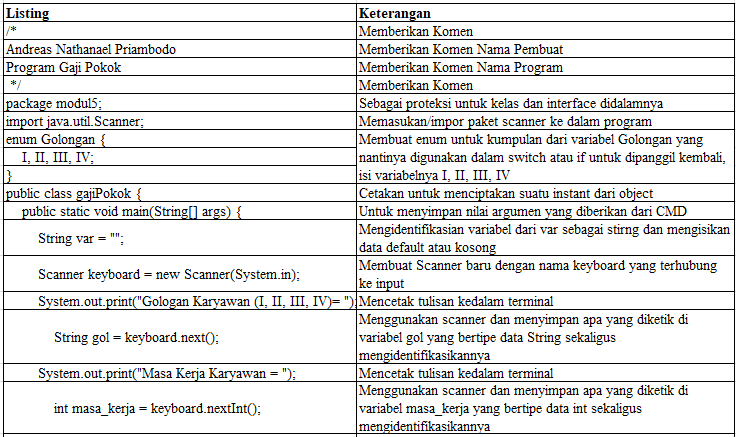 Listing Keterangan
/* Memberikan Komen
Andreas Nathanael Priambodo Memberikan Komen Nama Pembuat
Program Gaji Pokok Memberikan Komen Nama Program
*/ Memberikan Komen
package modul5; Sebagai proteksi untuk kelas dan interface didalamnya
import java.util.Scanner; Memasukan/impor paket scanner ke dalam program
enum Golongan { Membuat enum untuk kumpulan dari variabel Golongan yang
I, II, III, IV; nantinya digunakan dalam switch atau if untuk dipanggil kembali,
} isi variabelnya I, II, III, IV
public class gajiPokok { Cetakan untuk menciptakan suatu instant dari object
public static void main(String[] args) { Untuk menyimpan nilai argumen yang diberikan dari CMD
String var = "";
Mengidentifikasian variabel dari var sebagai stirng dan mengisikan
data default atau kosong
Scanner keyboard = new Scanner(System.in);
Membuat Scanner baru dengan nama keyboard yang terhubung
ke input
System.out.print("Gologan Karyawan (I, II, III, IV)= "); Mencetak tulisan kedalam terminal
String gol = keyboard.next();
Menggunakan scanner dan menyimpan apa yang diketik di
variabel gol yang bertipe data String sekaligus
mengidentifikasikannya
System.out.print("Masa Kerja Karyawan = "); Mencetak tulisan kedalam terminal
int masa_kerja = keyboard.nextInt();
Menggunakan scanner dan menyimpan apa yang diketik di
variabel masa_kerja yang bertipe data int sekaligus
mengidentifikasikannya